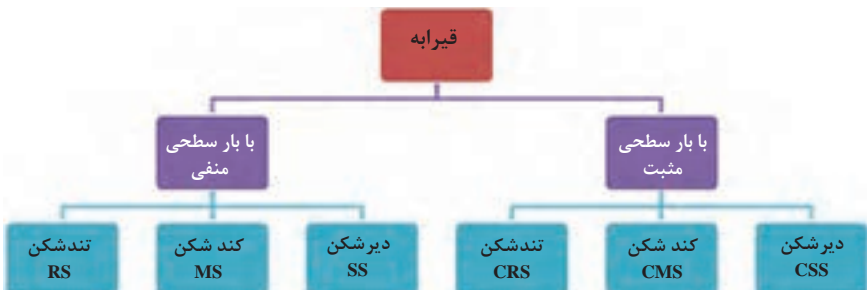 قیرابه
با بار سطحی
مثبت
با بار سطحی
منفی
دیرشکن
CSS
کند شکن
CMS
تندشکن
CRS
دیرشکن
SS
کند شکن
MS
تندشکن
RS